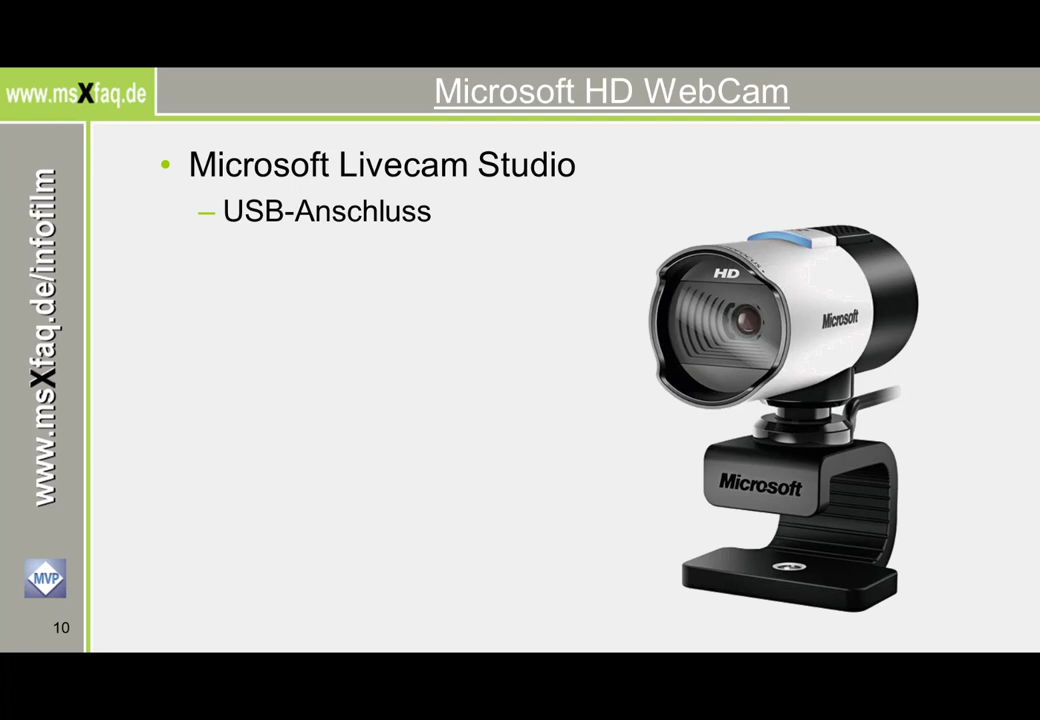 www.msXfaq.de
Microsoft HD WebCam
• Microsoft Livecam Studio
– USB-Anschluss
HD
Microsoft
Microsoft
www.msXfaq.de/infofilm
MVP
10